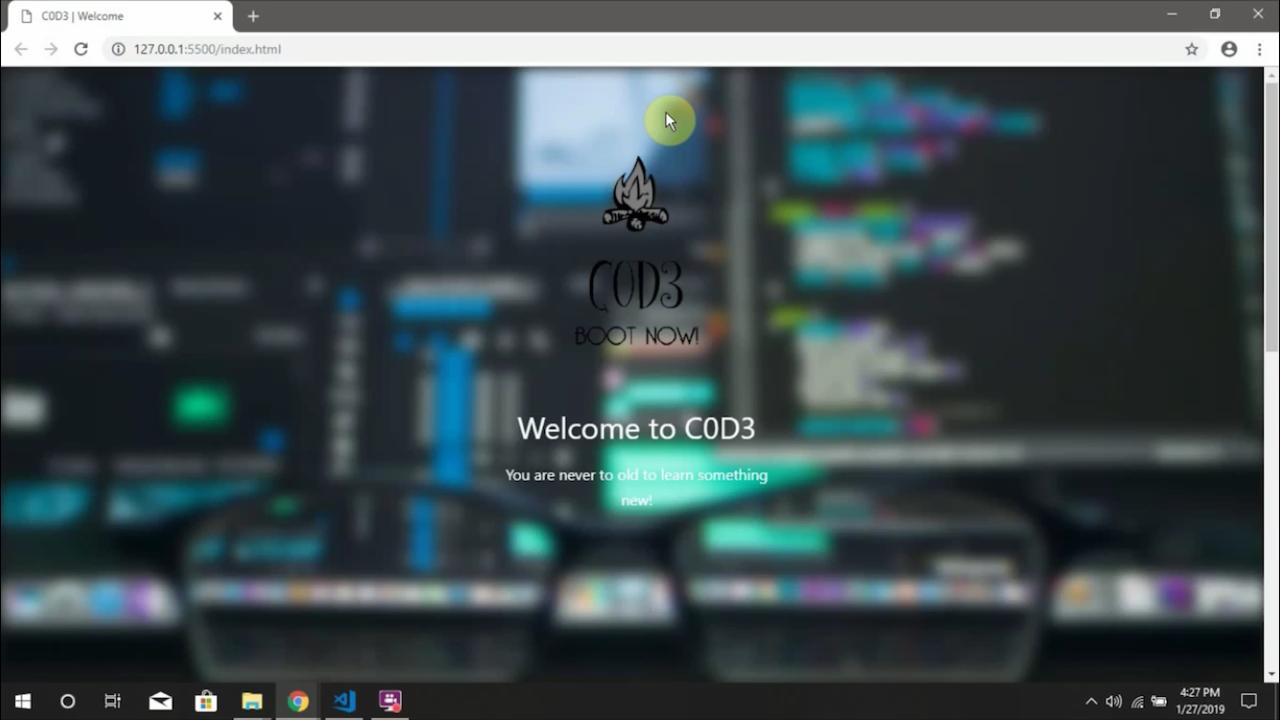 C0D3 | Welcome
127.0.0.1:5500/index.html
C0D3
BOOT NOW!
Welcome to C0D3
You are never to old to learn something
new!
4:27 PM
1/27/2019